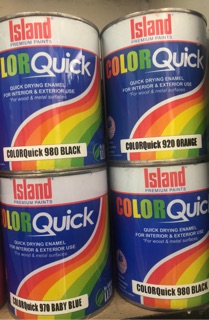 Island
PREMIUM PAINTS
COLORQuick
QUICK DRYING ENAMEL
FOR INTERIOR & EXTERIOR USE
For wood & metal surfaces
COLORQuick 980 BLACK
Island
PREMIUM PAINTS
COLORQuick
QUICK DRYING ENAMEL
FOR INTERIOR & EXTERIOR USE
For wood & metal surfaces
COLORQuick 920 ORANGE
Island
PREMIUM PAINTS
COLORQuick
QUICK DRYING ENAMEL
FOR INTERIOR & EXTERIOR USE
For wood & metal surfaces
COLORQuick 970 BABY BLUE
Island
PREMIUM PAINTS
COLORQuick
QUICK DRYING ENAMEL
FOR INTERIOR & EXTERIOR USE
For wood & metal surfaces
COLORQuick 980 BLACK